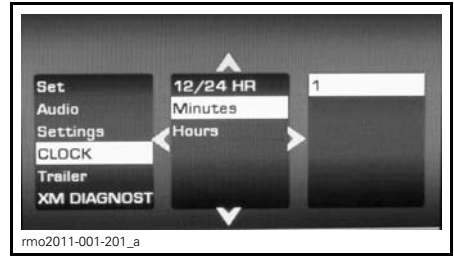 Set
Audio
Settings
CLOCK
Trailer
XM DIAGNOST
12/24 HR
Minutes
Hours
1
rmo2011-001-201_a